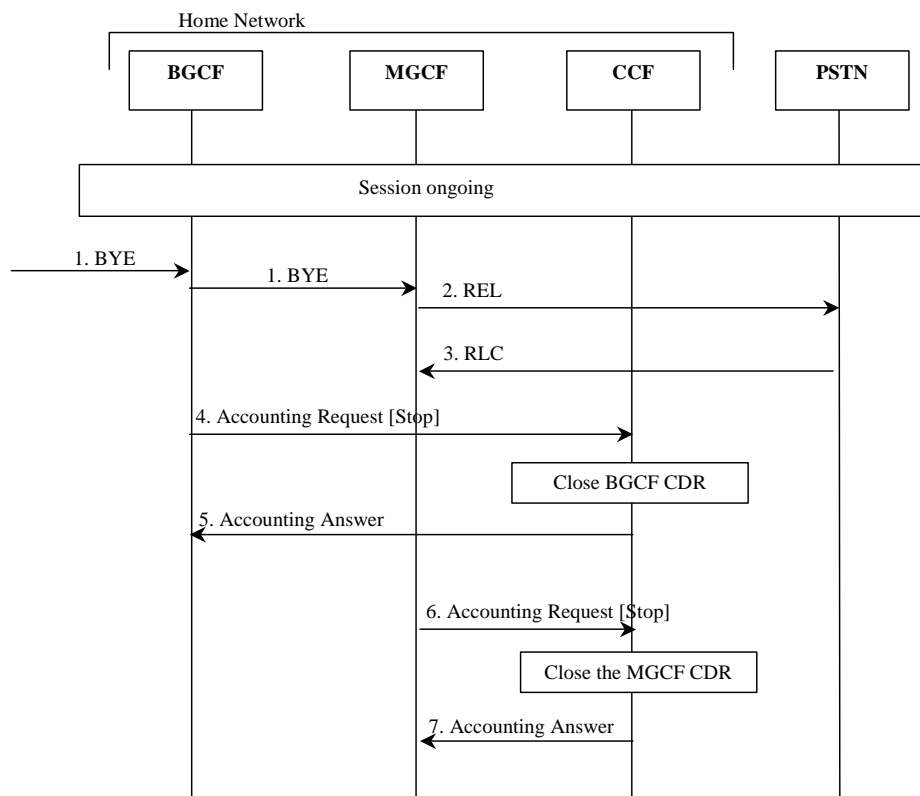 Home Network
BGCF
MGCF
CCF
PSTN
Session ongoing
1. BYE
1. BYE
2. REL
3. RLC
4. Accounting Request [Stop]
Close BGCF CDR
5. Accounting Answer
6. Accounting Request [Stop]
Close the MGCF CDR
7. Accounting Answer